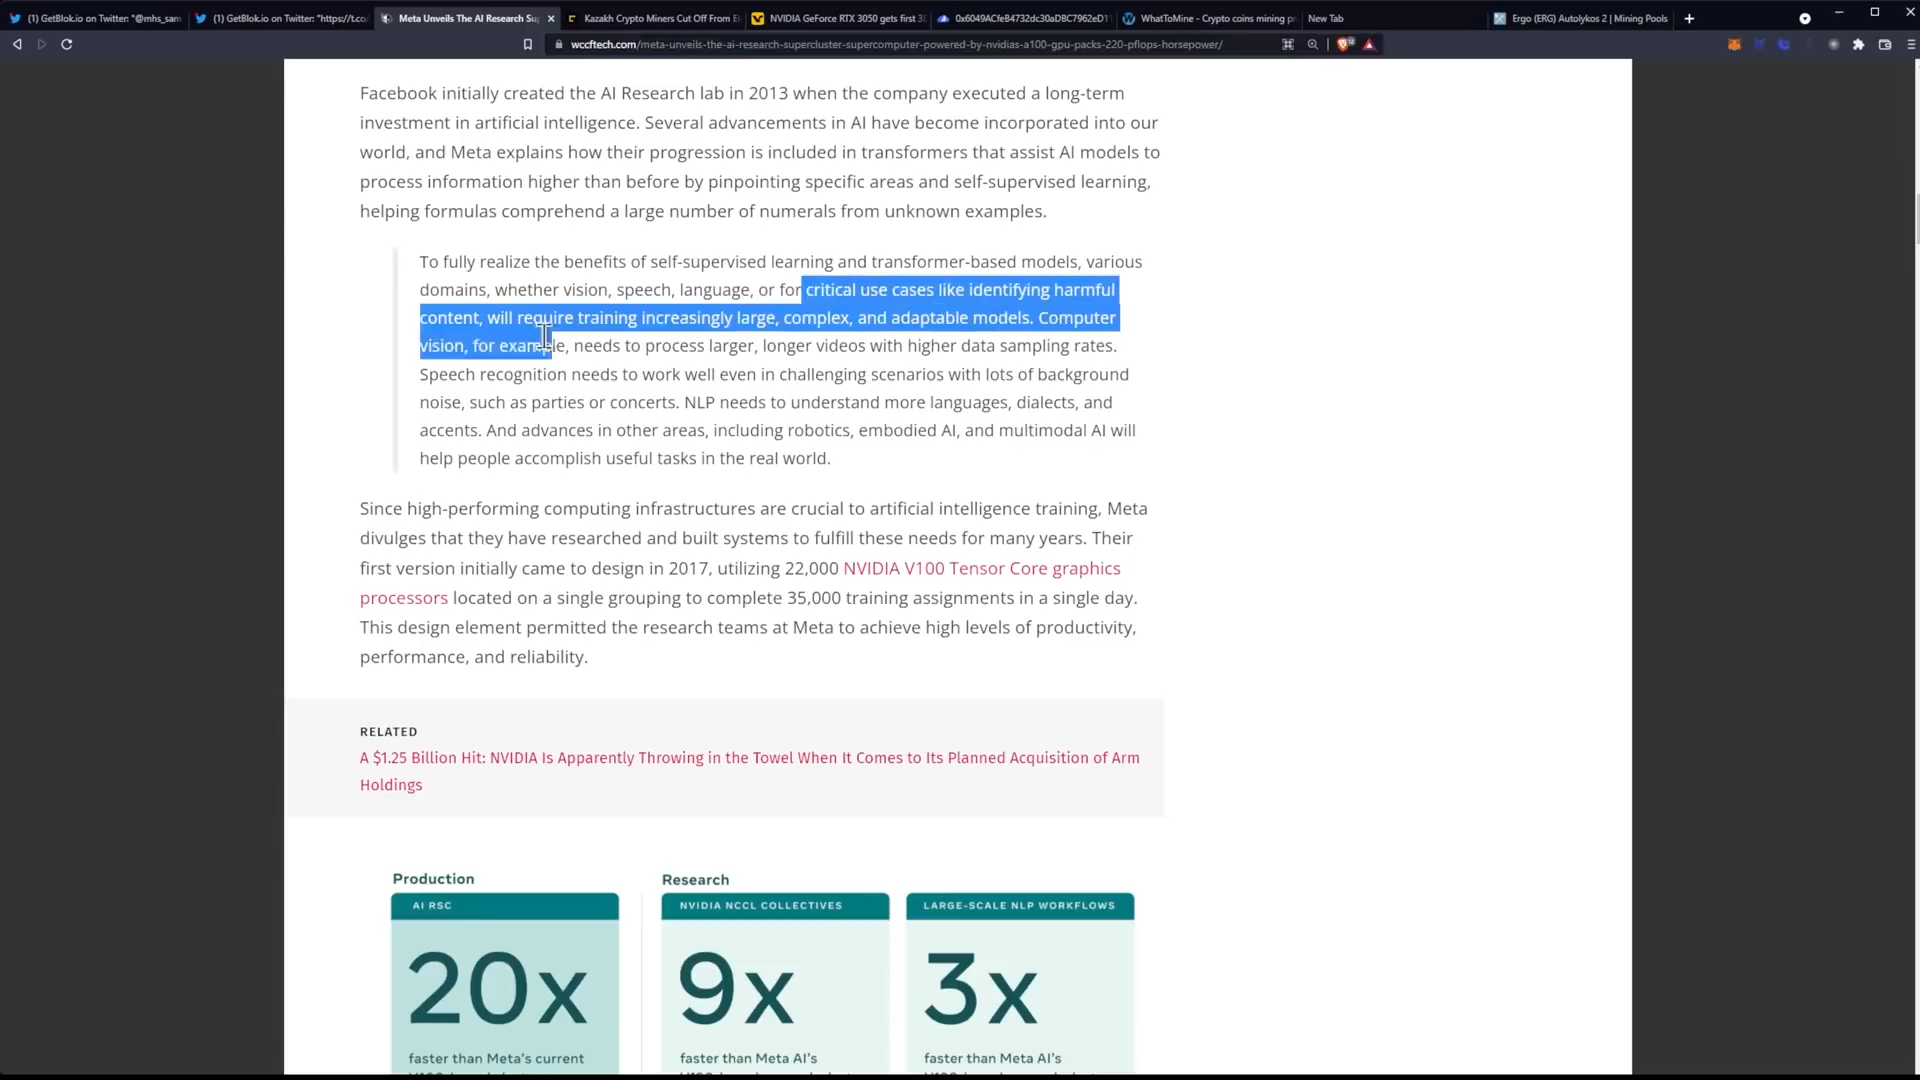 (1) GetBlok.io on Twitter: "@mhs_sam
(1) GetBlok.io on Twitter: "https://t.co/
Meta Unveils The AI Research Su
Kazakh Crypto Miners Cut Off From E
NVIDIA GeForce RTX 3050 gets first 3
WhatToMine - Crypto coins mining p
New Tab
Ergo (ERG) Autolykos 2 | Mining Pools
wccftech.com/meta-unveils-the-ai-research-supercluster-supercomputer-powered-by-nvidias-a100-gpu-packs-220-pflops-horsepower/
Facebook initially created the AI Research lab in 2013 when the company executed a long-term
investment in artificial intelligence. Several advancements in AI have become incorporated into our
world, and Meta explains how their progression is included in transformers that assist AI models to
process information higher than before by pinpointing specific areas and self-supervised learning,
helping formulas comprehend a large number of numerals from unknown examples.
To fully realize the benefits of self-supervised learning and transformer-based models, various
domains, whether vision, speech, language, or for critical use cases like identifying harmful
content, will require training increasingly large, complex, and adaptable models. Computer
vision, for example, needs to process larger, longer videos with higher data sampling rates.
Speech recognition needs to work well even in challenging scenarios with lots of background
noise, such as parties or concerts. NLP needs to understand more languages, dialects, and
accents. And advances in other areas, including robotics, embodied AI, and multimodal AI will
help people accomplish useful tasks in the real world.
Since high-performing computing infrastructures are crucial to artificial intelligence training, Meta
divulges that they have researched and built systems to fulfill these needs for many years. Their
first version initially came to design in 2017, utilizing 22,000 NVIDIA V100 Tensor Core graphics
processors located on a single grouping to complete 35,000 training assignments in a single day.
This design element permitted the research teams at Meta to achieve high levels of productivity,
performance, and reliability.
RELATED
A $1.25 Billion Hit: NVIDIA Is Apparently Throwing in the Towel When It Comes to Its Planned Acquisition of Arm
Holdings
Production
Research
AI RSC
NVIDIA NCCL COLLECTIVES
LARGE-SCALE NLP WORKFLOWS
20x
9x
3x
faster than Meta's current
faster than Meta AI's
faster than Meta AI's